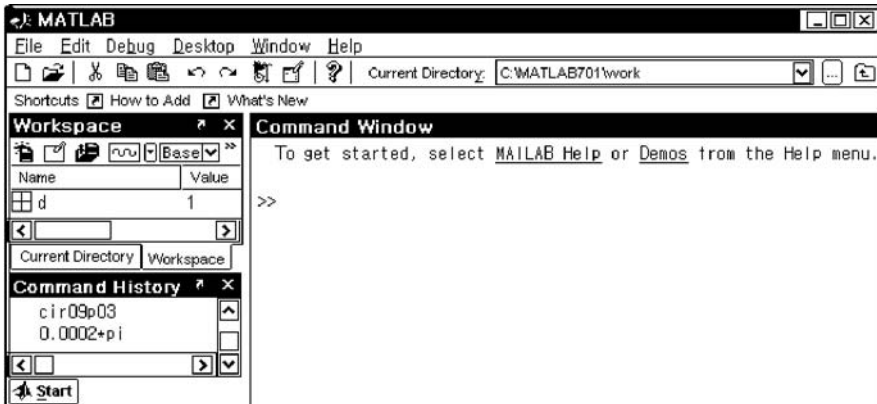 MATLAB
File Edit Debug Desktop Window Help
Current Directory: C:\MATLAB701\work
Shortcuts How to Add What's New
Workspace
Base
Name Value
d 1
Current Directory Workspace
Command History
cir09p03
0.0002*pi
Start
Command Window
To get started, select MAILAB Help or Demos from the Help menu.
>>